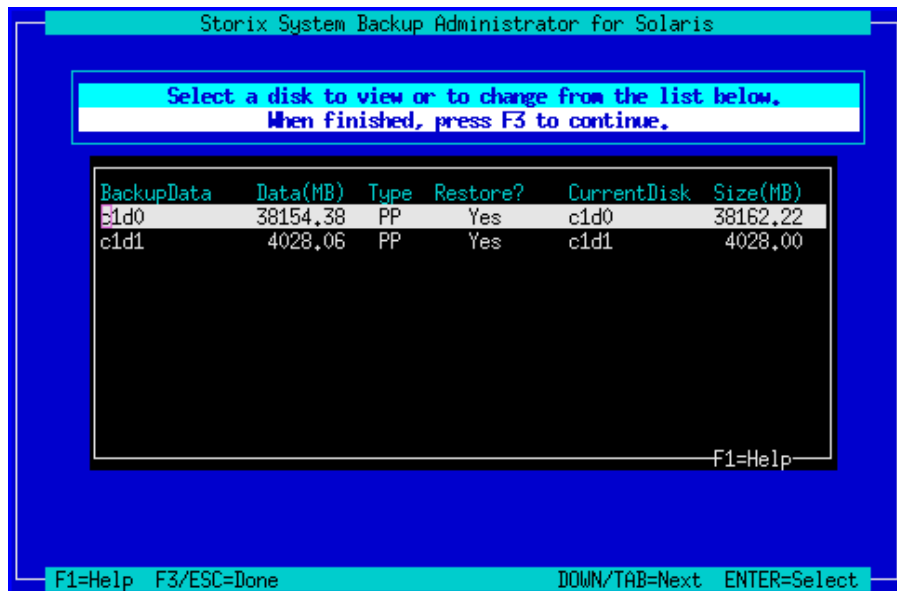 Storix System Backup Administrator for Solaris
Select a disk to view or to change from the list below.
When finished, press F3 to continue.
BackupData Data(MB) Type Restore? CurrentDisk Size(MB)
c1d0 38154.38 PP Yes c1d0 38162.22
c1d1 4028.06 PP Yes c1d1 4028.00
F1=Help
F1=Help F3/ESC=Done DOWN/TAB=Next ENTER=Select